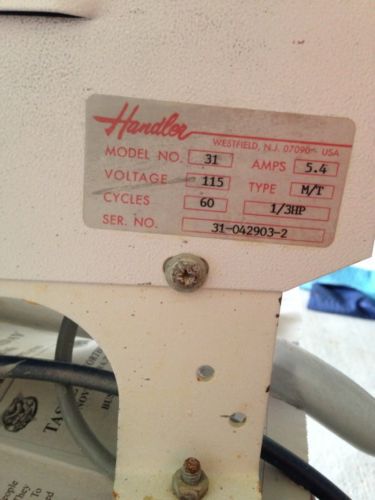 Handler
WESTFIELD, N.J. 07090 - USA
MODEL NO. 31 AMPS 5.4
VOLTAGE 115 TYPE M/T
CYCLES 60 1/3HP
SER. NO. 31-042903-2